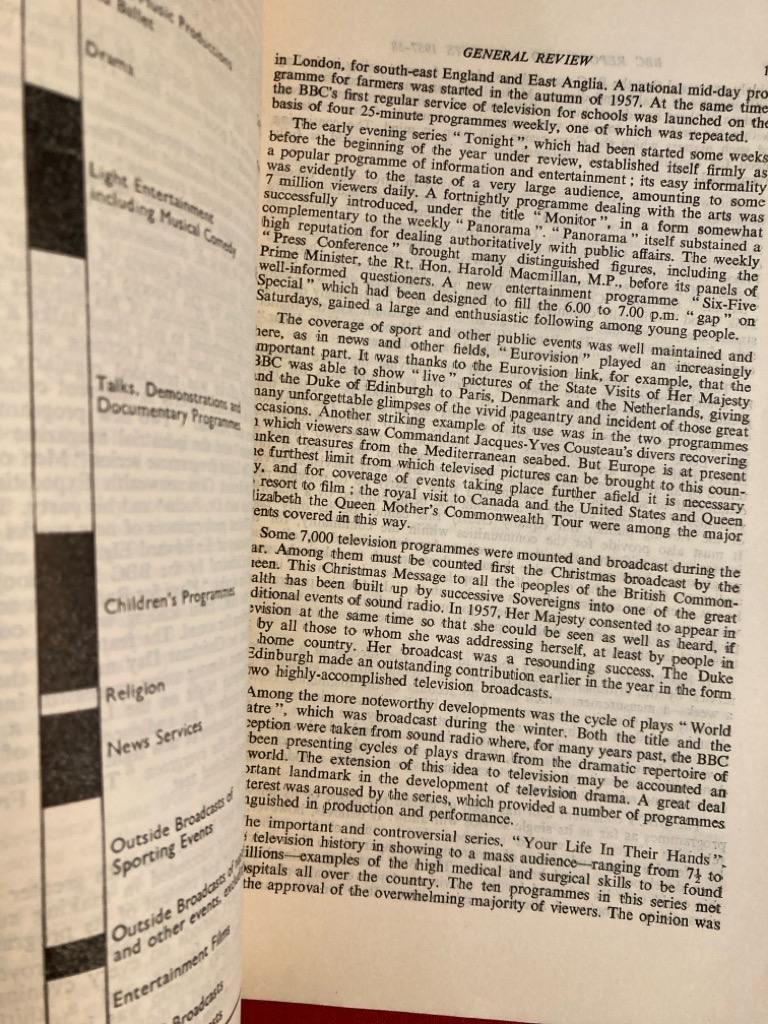 Music Productions
Ballet
Drama
Light Entertainment
including Musical Comedy
Talks, Demonstrations and
Documentary Programmes
Children's Programmes
Religion
News Services
Outside Broadcasts of
Sporting Events
Outside Broadcasts of
and other events,
Entertainment Films
Broadcasts
GENERAL REVIEW
in London, for south-east England and East Anglia. A national mid-day pro
gramme for farmers was started in the autumn of 1957. At the same time
the BBC's first regular service of television for schools was launched on the
basis of four 25-minute programmes weekly, one of which was repeated.
The early evening series "Tonight", which had been started some weeks
before the beginning of the year under review, established itself firmly as
a popular programme of information and entertainment; its easy informality
was evidently to the taste of a very large audience, amounting to some
7 million viewers daily. A fortnightly programme dealing with the arts was
successfully introduced, under the title "Monitor", in a form somewhat
complementary to the weekly "Panorama". "Panorama" itself substained a
high reputation for dealing authoritatively with public affairs. The weekly
"Press Conference" brought many distinguished figures, including the
Prime Minister, the Rt. Hon. Harold Macmillan, M.P., before its panels of
well-informed questioners. A new entertainment programme "Six-Five
Special" which had been designed to fill the 6.00 to 7.00 p.m. "gap" on
Saturdays, gained a large and enthusiastic following among young people.
The coverage of sport and other public events was well maintained and
here, as in news and other fields, "Eurovision" played an increasingly
mportant part. It was thanks to the Eurovision link, for example, that the
BBC was able to show "live" pictures of the State Visits of Her Majesty
nd the Duke of Edinburgh to Paris, Denmark and the Netherlands, giving
any unforgettable glimpses of the vivid pageantry and incident of those great
ccasions. Another striking example of its use was in the two programmes
which viewers saw Commandant Jacques-Yves Cousteau's divers recovering
unken treasures from the Mediterranean seabed. But Europe is at present
e furthest limit from which televised pictures can be brought to this coun-
y, and for coverage of events taking place further afield it is necessary
resort to film; the royal visit to Canada and the United States and Queen
lizabeth the Queen Mother's Commonwealth Tour were among the major
ents covered in this way.
Some 7,000 television programmes were mounted and broadcast during the
ar. Among them must be counted first the Christmas broadcast by the
ueen. This Christmas Message to all the peoples of the British Common-
alth has been built up by successive Sovereigns into one of the great
ditional events of sound radio. In 1957, Her Majesty consented to appear in
evision at the same time so that she could be seen as well as heard, if
by all those to whom she was addressing herself, at least by people in
home country. Her broadcast was a resounding success. The Duke
Edinburgh made an outstanding contribution earlier in the year in the form
wo highly-accomplished television broadcasts.
Among the more noteworthy developments was the cycle of plays "World
atre", which was broadcast during the winter. Both the title and the
ception were taken from sound radio where, for many years past, the BBC
been presenting cycles of plays drawn from the dramatic repertoire of
world. The extension of this idea to television may be accounted an
ortant landmark in the development of television drama. A great deal
terest was aroused by the series, which provided a number of programmes
nguished in production and performance.
he important and controversial series, "Your Life In Their Hands",
television history in showing to a mass audience—ranging from 7½ to
illions—examples of the high medical and surgical skills to be found
ospitals all over the country. The ten programmes in this series met
the approval of the overwhelming majority of viewers. The opinion was